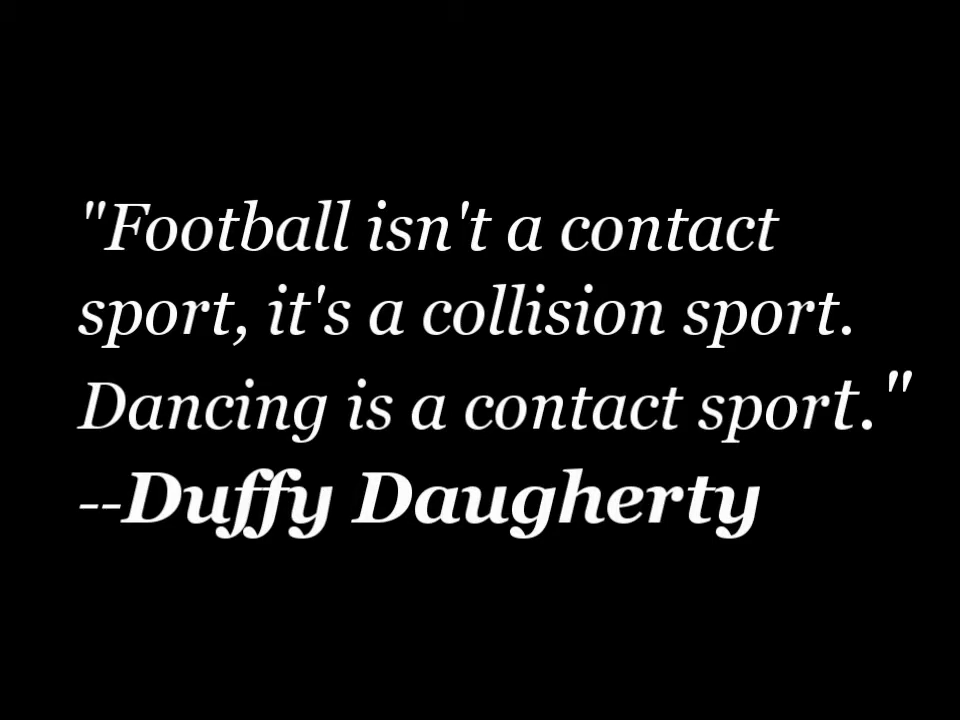 "Football isn't a contact
sport, it's a collision sport.
Dancing is a contact sport."
--Duffy Daugherty